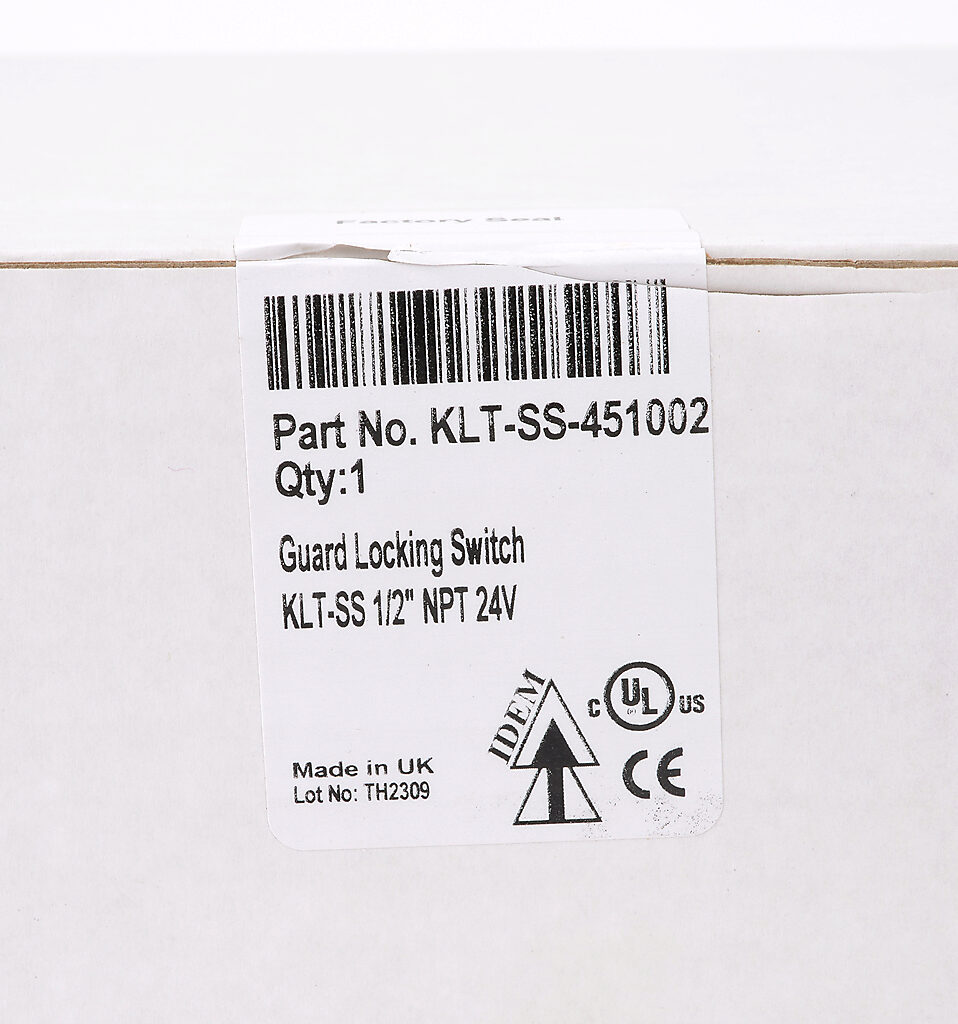 Factory Seal
Part No. KLT-SS-451002
Qty:1
Guard Locking Switch
KLT-SS 1/2" NPT 24V
IDEM
C UL US
CE
Made in UK
Lot No: TH2309